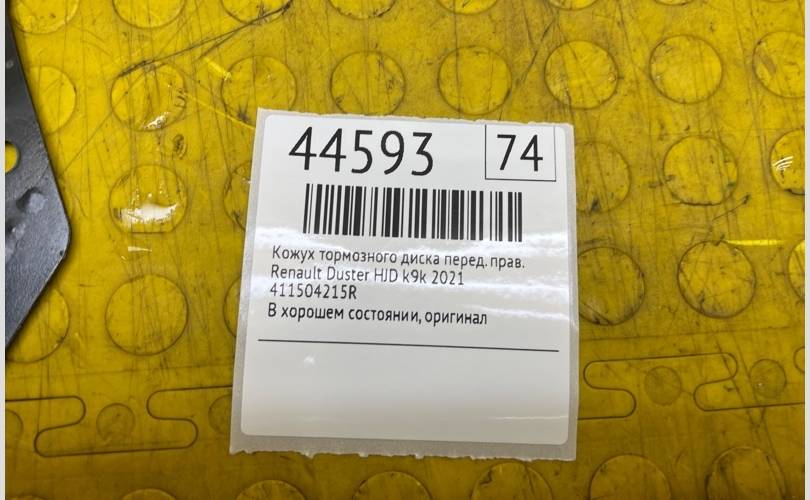 44593 74
Кожух тормозного диска перед. прав.
Renault Duster HJD k9k 2021
411504215R
В хорошем состоянии, оригинал